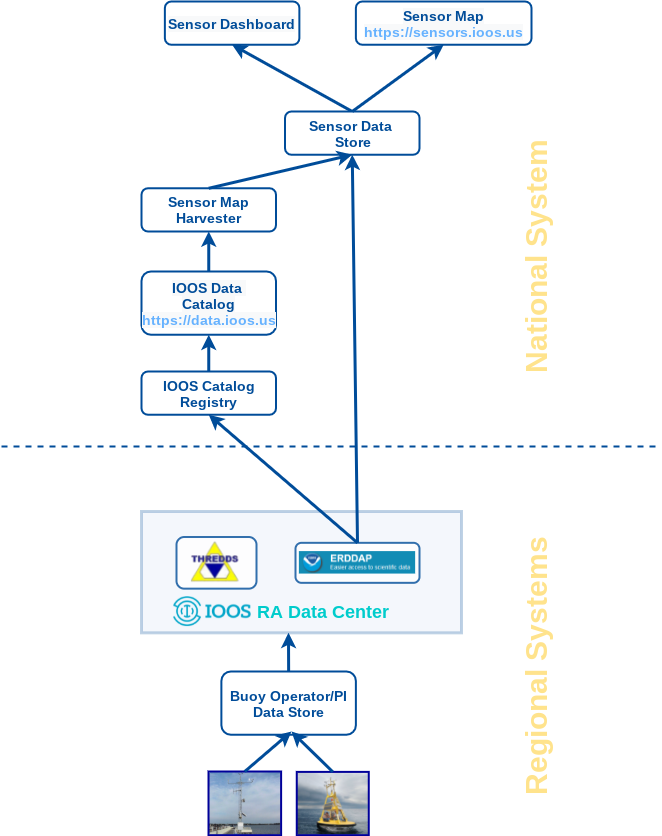 Sensor Dashboard
Sensor Map
https://sensors.ioos.us
Sensor Data
Store
Sensor Map
Harvester
IOOS Data
Catalog
https://data.ioos.us
IOOS Catalog
Registry
National System
THREDDS
ERDDAP
Easier access to scientific data
IOOS RA Data Center
Regional Systems
Buoy Operator/PI
Data Store